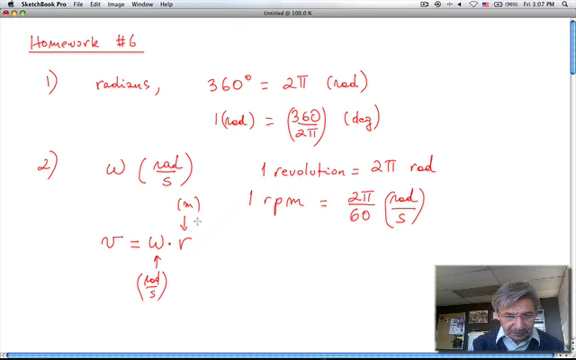 SketchBook Pro File Edit Image Window Help (96%) Fri 3:07 PM
Untitled @ 100.0 %
Homework #6
1) radians, 360° = 2π (rad)
1(rad) = (360/2π) (deg)
2) ω (rad/s) 1 revolution = 2π rad
1 rpm = 2π/60 (rad/s)
(m)
↓
v = ω · r
↑
(rad/s)